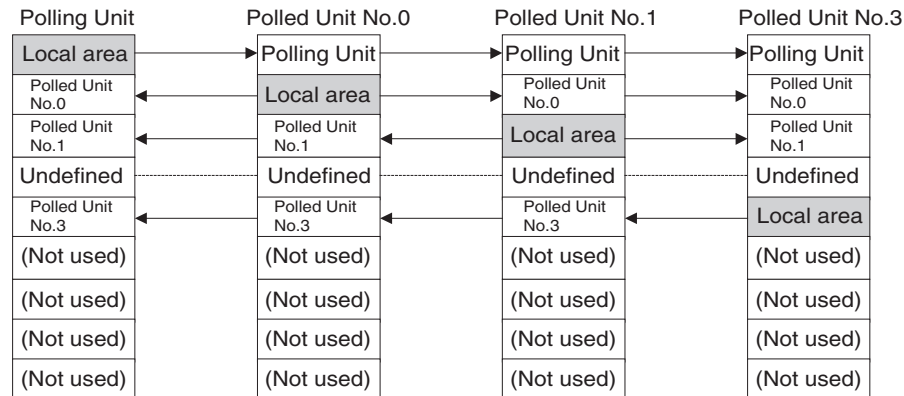 Polling Unit Polled Unit No.0 Polled Unit No.1 Polled Unit No.3
Local area Polling Unit Polling Unit Polling Unit
Polled Unit No.0 Local area Polled Unit No.0 Polled Unit No.0
Polled Unit No.1 Polled Unit No.1 Local area Polled Unit No.1
Undefined Undefined Undefined Undefined
Polled Unit No.3 Polled Unit No.3 Polled Unit No.3 Local area
(Not used) (Not used) (Not used) (Not used)
(Not used) (Not used) (Not used) (Not used)
(Not used) (Not used) (Not used) (Not used)
(Not used) (Not used) (Not used) (Not used)